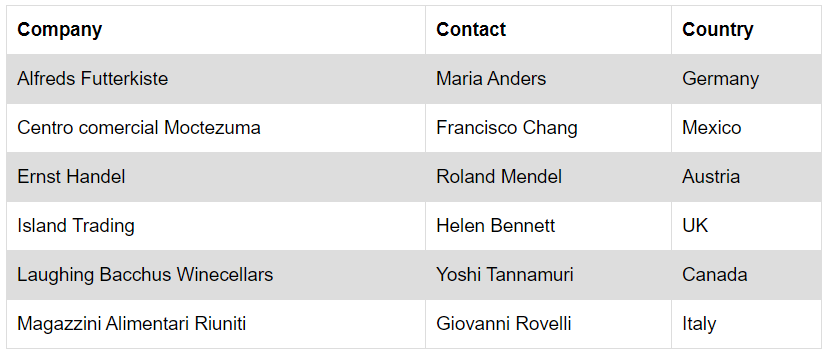 Company Contact Country
Alfreds Futterkiste Maria Anders Germany
Centro comercial Moctezuma Francisco Chang Mexico
Ernst Handel Roland Mendel Austria
Island Trading Helen Bennett UK
Laughing Bacchus Winecellars Yoshi Tannamuri Canada
Magazzini Alimentari Riuniti Giovanni Rovelli Italy